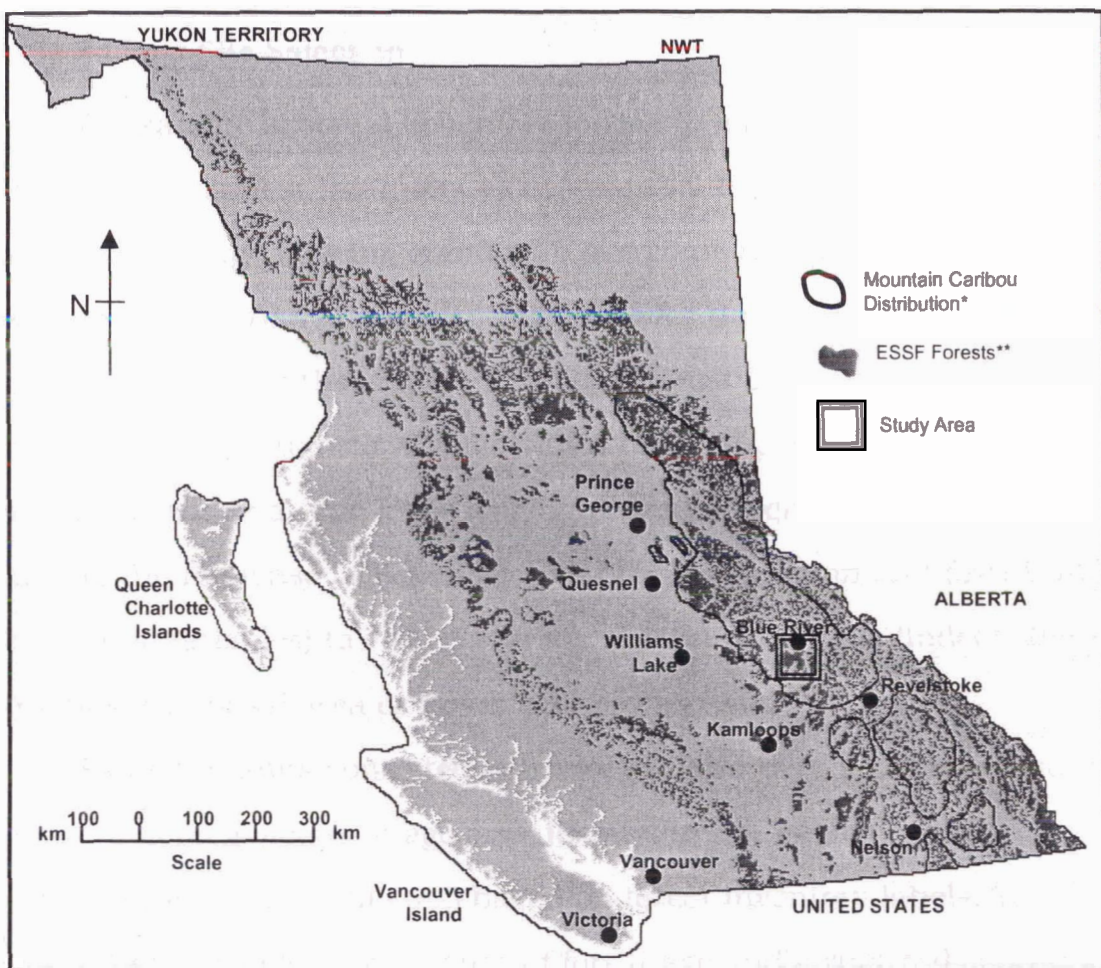 YUKON TERRITORY
NWT
N
Mountain Caribou
Distribution*
ESSF Forests**
Study Area
Prince
George
Quesnel
Queen
Charlotte
Islands
ALBERTA
Blue River
Williams
Lake
Revelstoke
Kamloops
km 100 0 100 200 300 km
Scale
Nelson
Vancouver
Vancouver
Island
Victoria
UNITED STATES